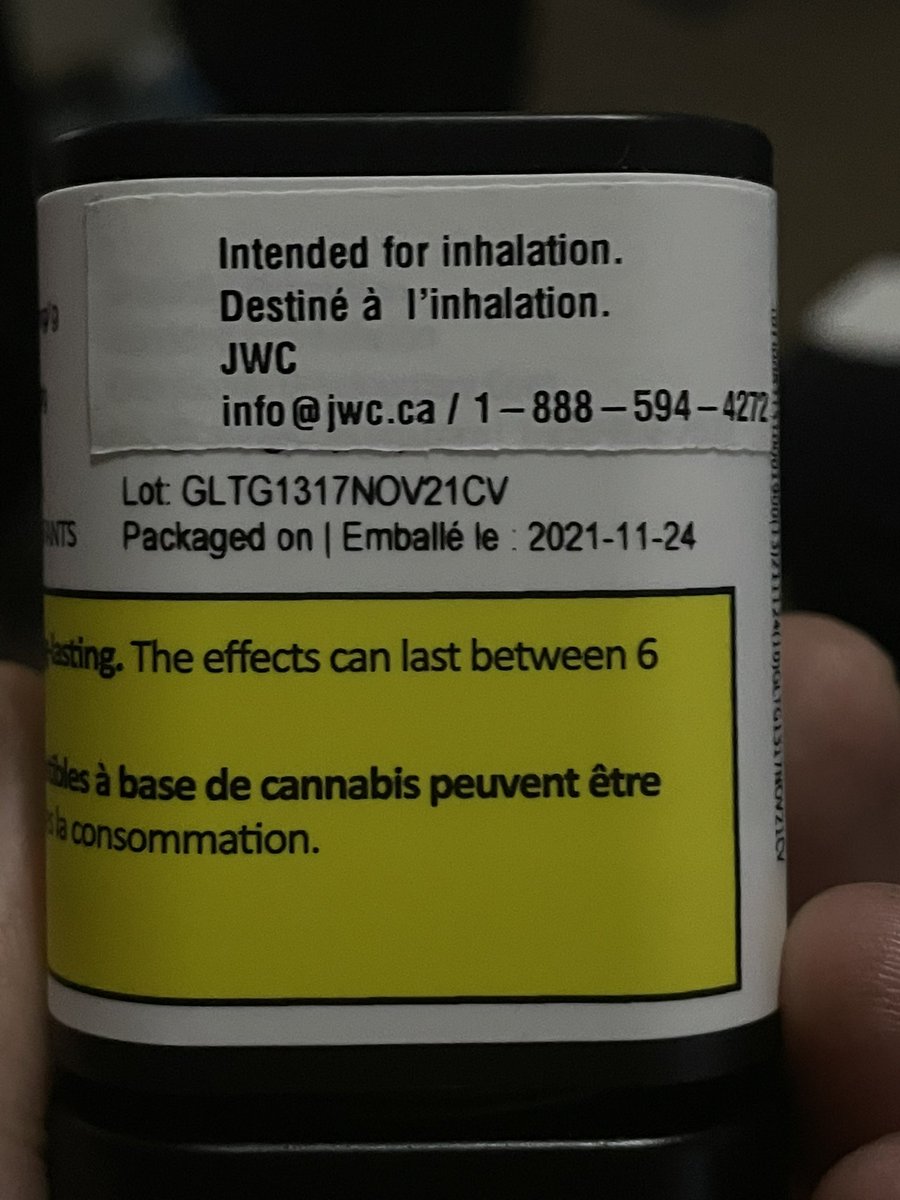 Intended for inhalation.
Destiné à l'inhalation.
JWC
info@jwc.ca / 1-888-594-4272
Lot: GLTG1317NOV21CV
Packaged on | Emballé le : 2021-11-24
lasting. The effects can last between 6
à base de cannabis peuvent être
la consommation.